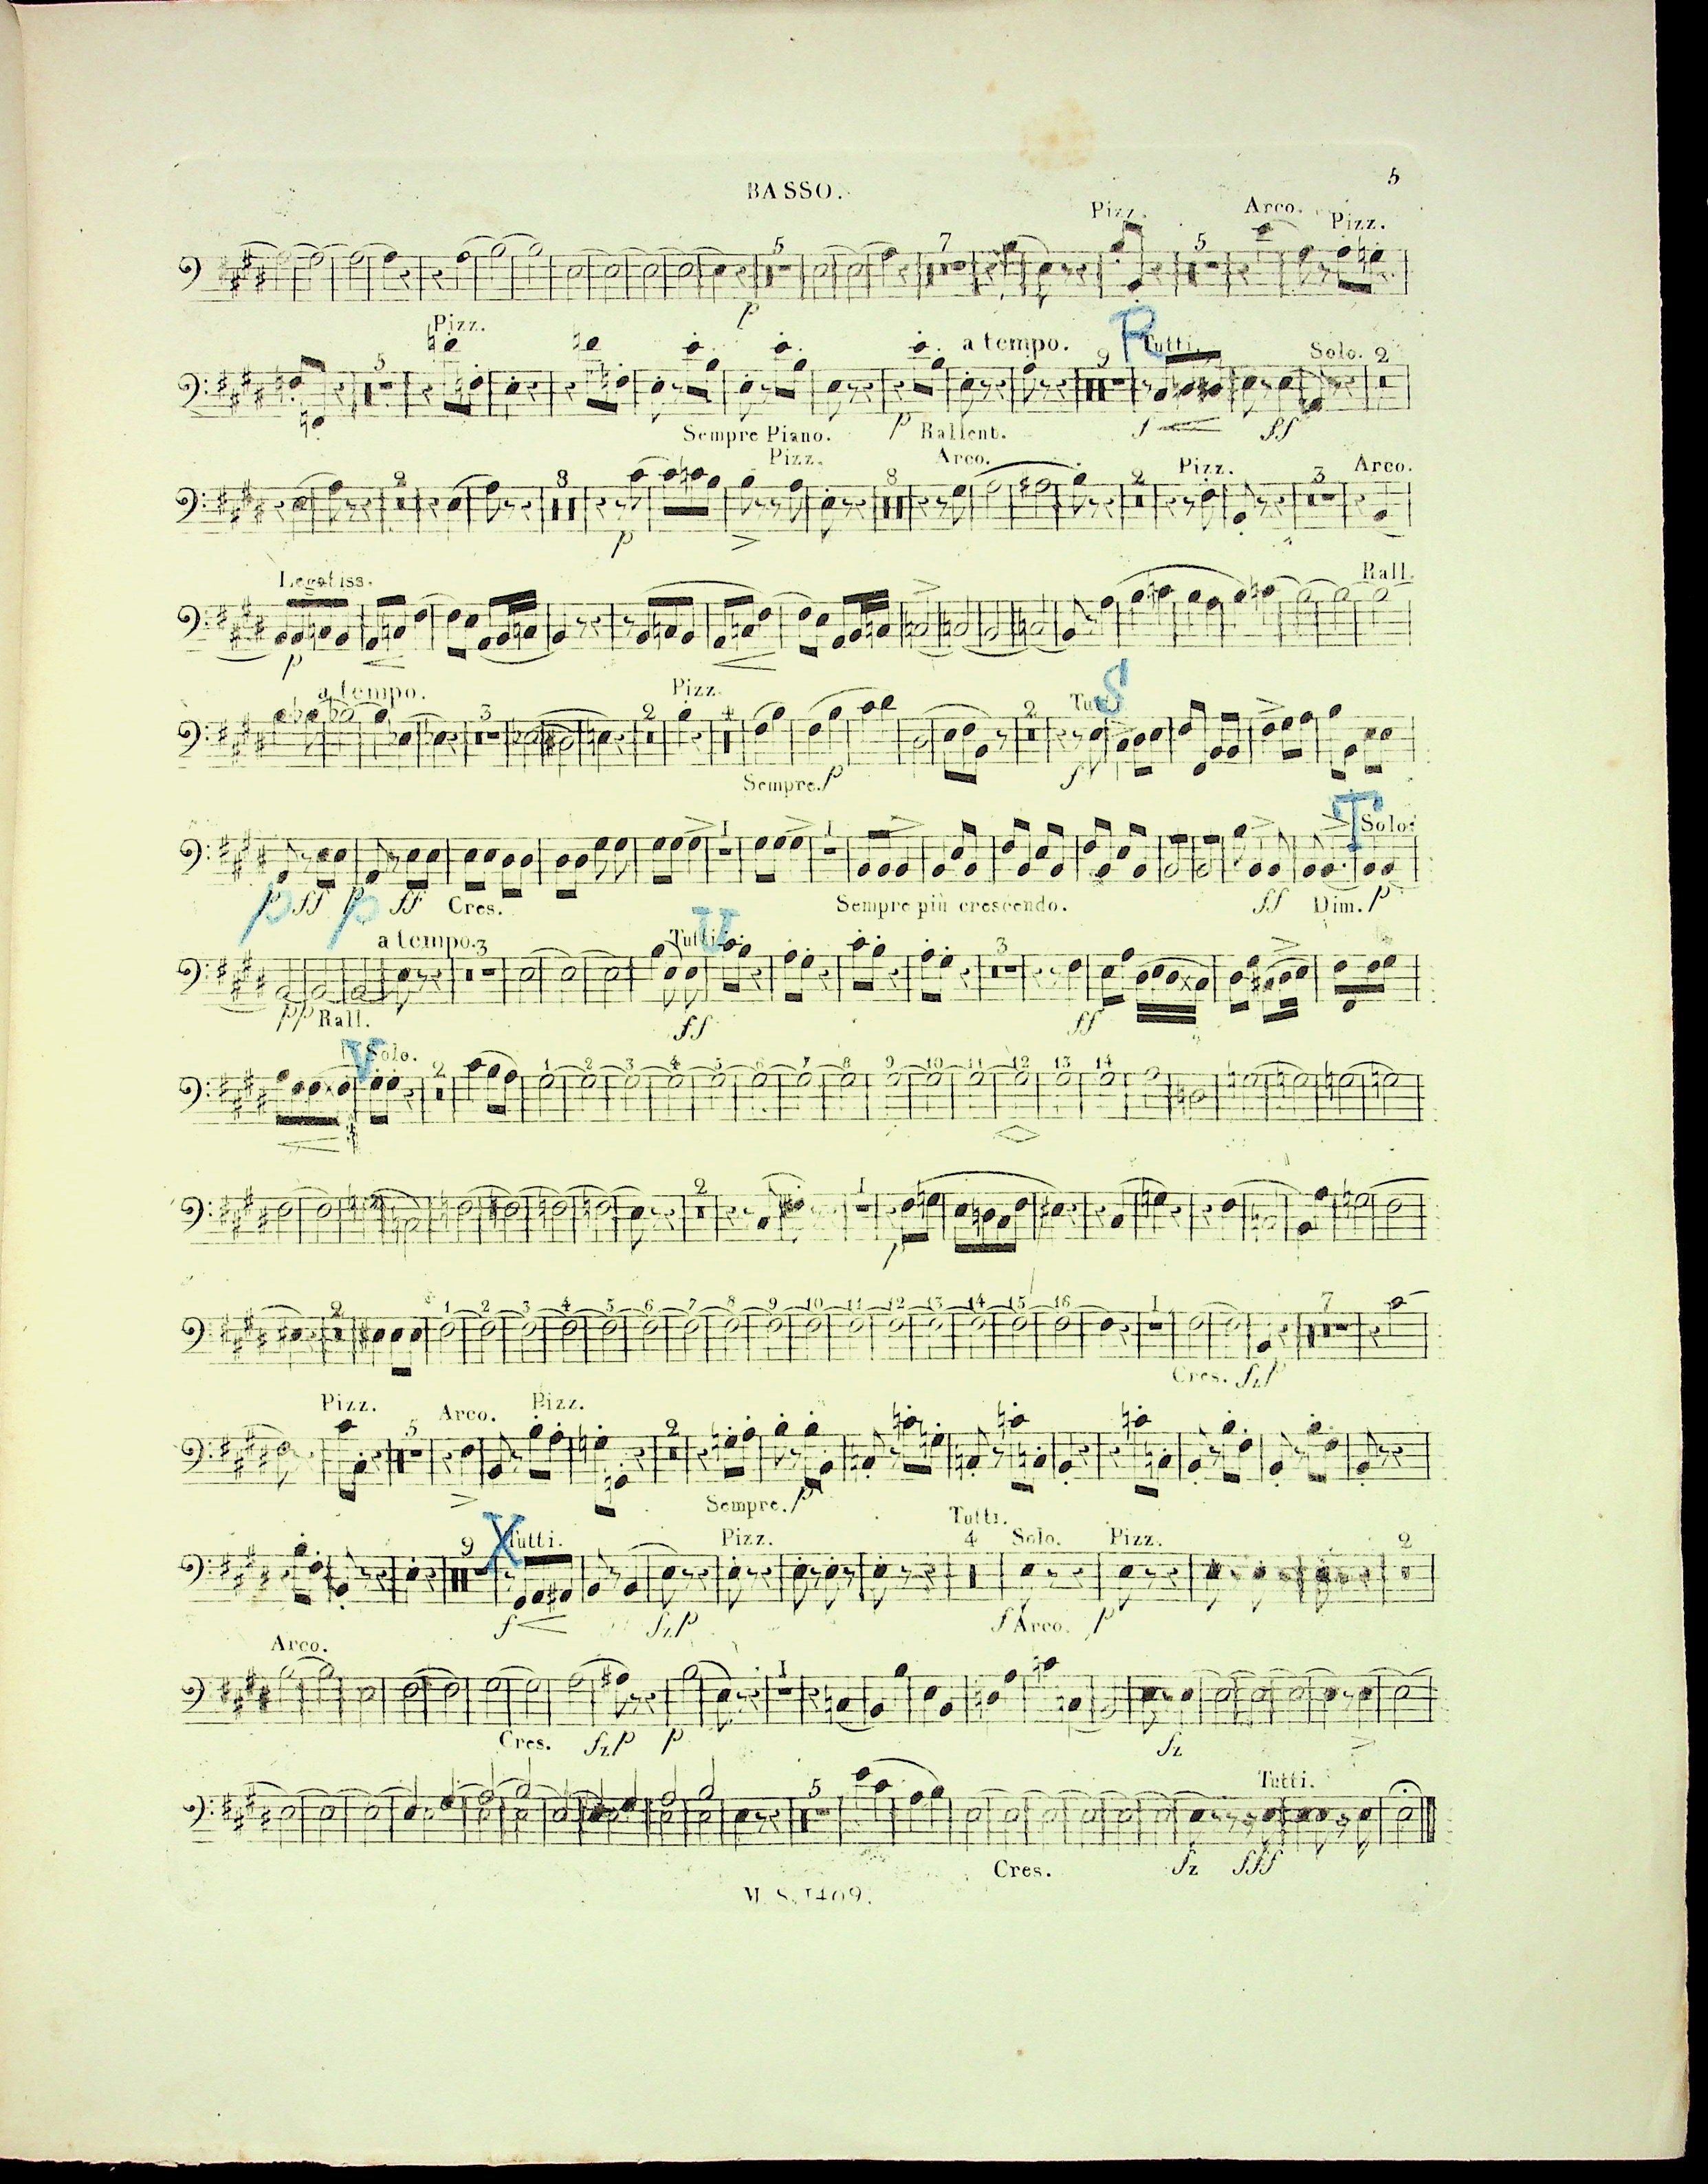 BASSO.
5
Pizz. Arco. Pizz.
5 7 5
p
Pizz. a tempo. R Tutti. Solo.
5 9 2
Sempre Piano. p Rallent. f ff
Pizz. Arco. Pizz. Arco.
2 8 8 2 3
p
Legatiss. Rall.
p
a tempo. Pizz. Tutti S
3 2 4 2
Sempre. p f
T Solo.
1 1
p ff p ff Cres. Sempre più crescendo. ff Dim. p
a tempo. 3 Tutti U 3
pp Rall. ff ff
V Solo.
2 1 2 3 4 5 6 7 8 9 10 11 12 13 14
2 1
p
2 1 2 3 4 5 6 7 8 9 10 11 12 13 14 15 16 1 7
Cres. fz p
Pizz. Arco. Pizz.
5 2
Sempre. p
X Tutti. Pizz. Tutti. Solo. Pizz.
9 4 2
f fz p f Arco. p
Arco.
1
Cres. fz p p fz
Tutti.
5
Cres. fz fff
M. S. 1409.